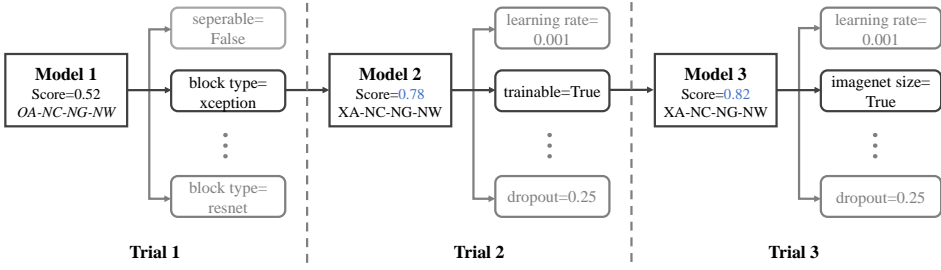 Model 1
Score=0.52
OA-NC-NG-NW
seperable=
False
block type=
xception
block type=
resnet
Trial 1
Model 2
Score=0.78
XA-NC-NG-NW
learning rate=
0.001
trainable=True
dropout=0.25
Trial 2
Model 3
Score=0.82
XA-NC-NG-NW
learning rate=
0.001
imagenet size=
True
dropout=0.25
Trial 3